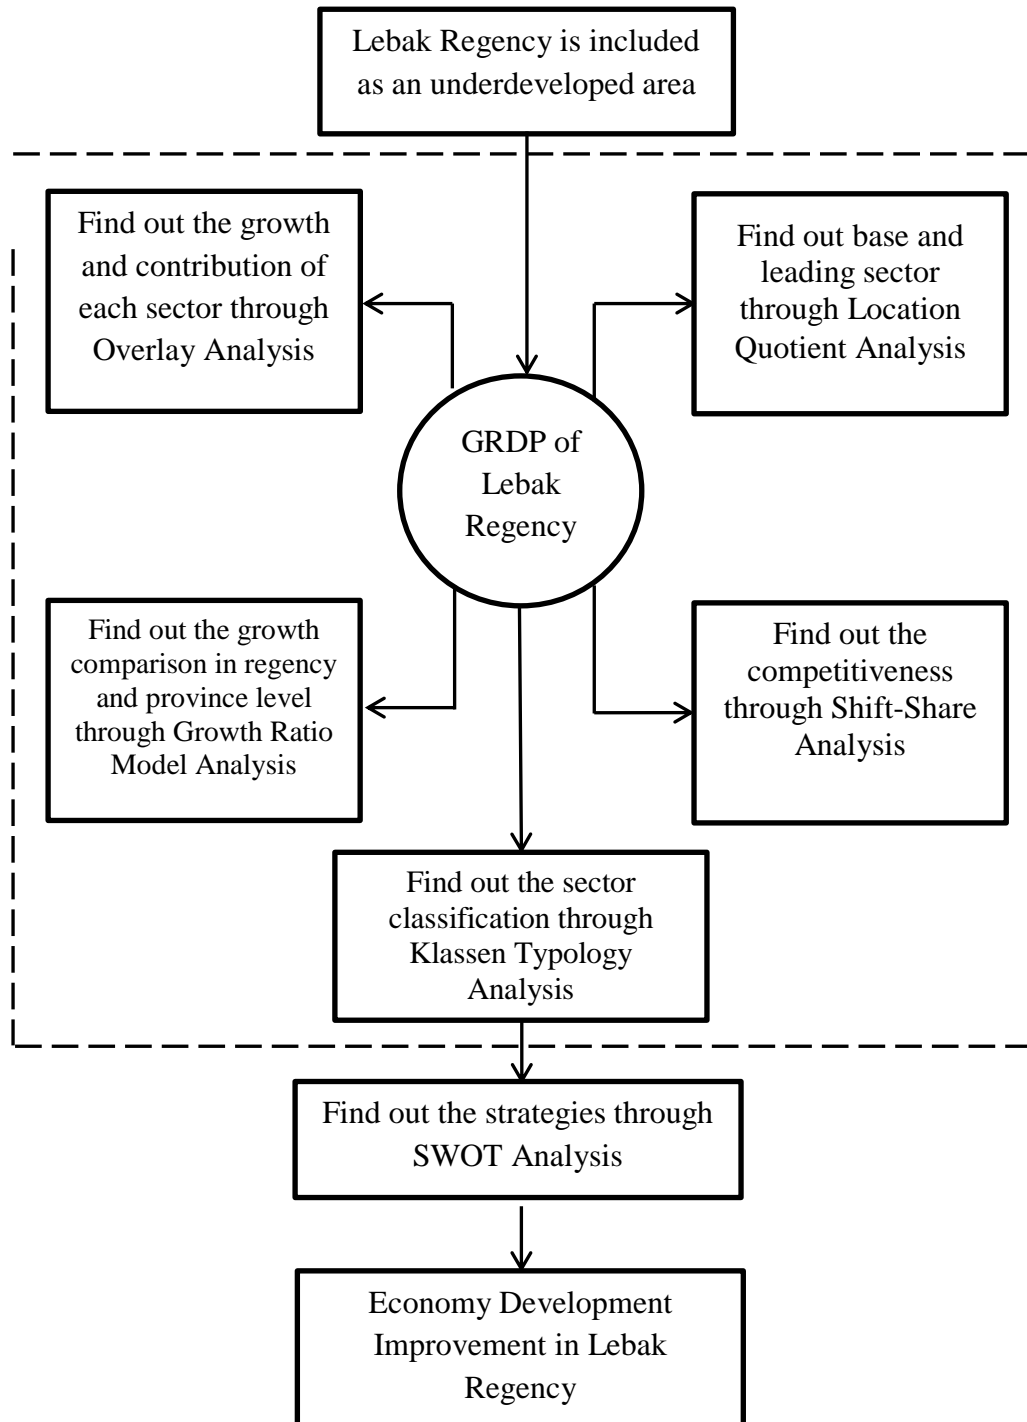 Lebak Regency is included
as an underdeveloped area
Find out the growth
and contribution of
each sector through
Overlay Analysis
Find out base and
leading sector
through Location
Quotient Analysis
GRDP of
Lebak
Regency
Find out the growth
comparison in regency
and province level
through Growth Ratio
Model Analysis
Find out the
competitiveness
through Shift-Share
Analysis
Find out the sector
classification through
Klassen Typology
Analysis
Find out the strategies through
SWOT Analysis
Economy Development
Improvement in Lebak
Regency